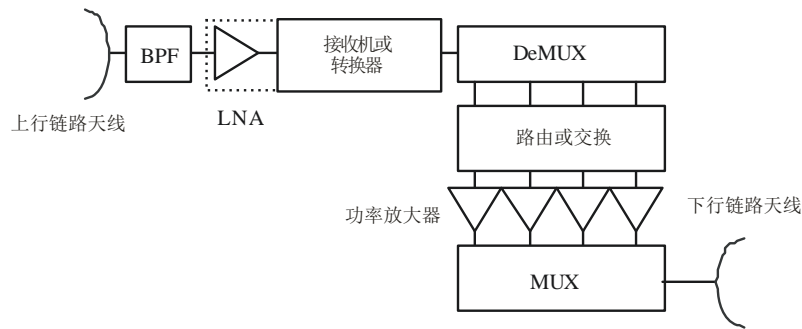 BPF
接收机或
转换器
DeMUX
上行链路天线
LNA
路由或交换
功率放大器
下行链路天线
MUX